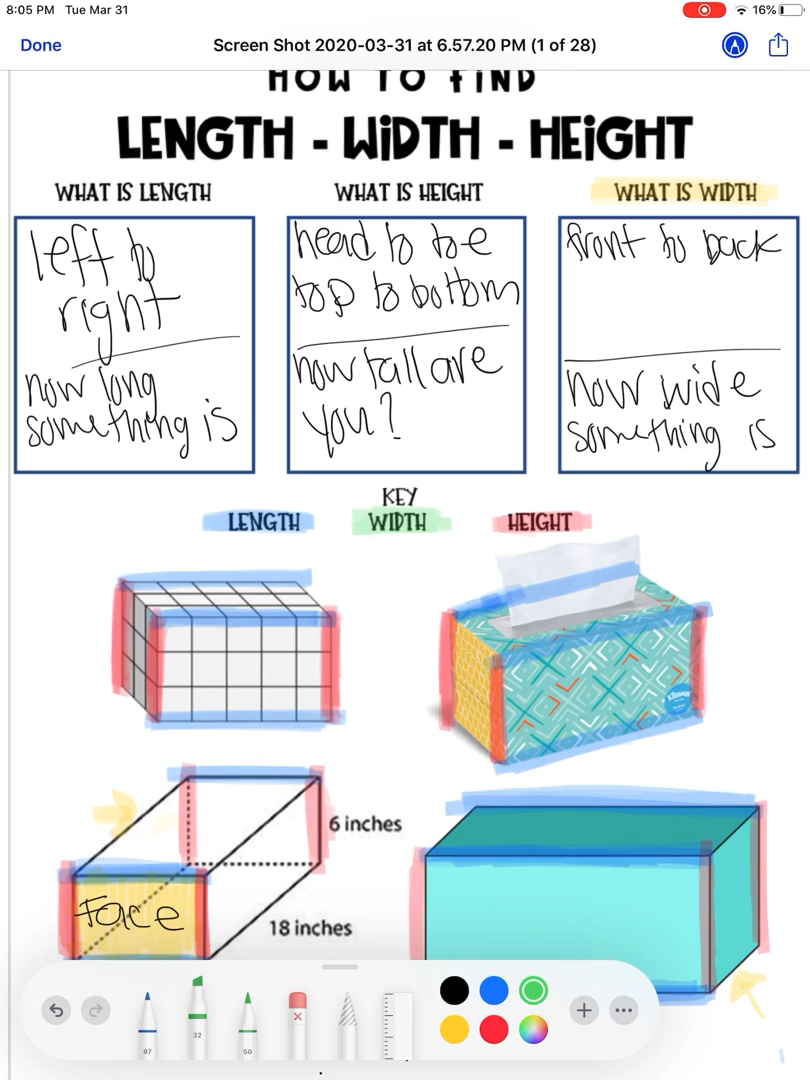 8:05 PM Tue Mar 31
16%
Done
Screen Shot 2020-03-31 at 6.57.20 PM (1 of 28)
HOW TO FIND
LENGTH - WIDTH - HEIGHT
WHAT IS LENGTH
left to
right
how long
something is
WHAT IS HEIGHT
head to toe
top to bottom
how tall are
you?
WHAT IS WIDTH
front to back
how wide
something is
KEY
LENGTH
WIDTH
HEIGHT
Kleenex
6 inches
Face
18 inches
97
32
50